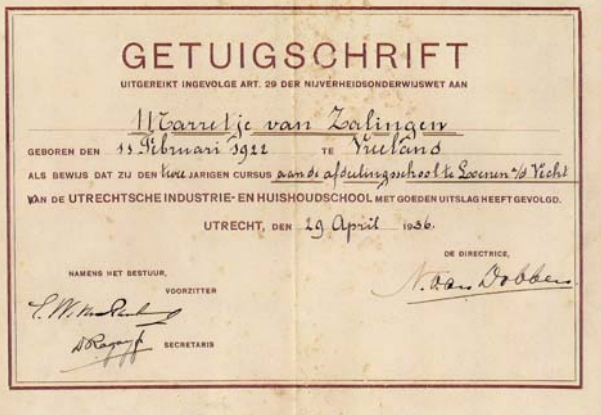 GETUIGSCHRIFT
UITGEREIKT INGEVOLGE ART. 29 DER NIJVERHEIDSONDERWIJSWET AAN
Marretje van Zalingen
GEBOREN DEN 11 Februari 1922 TE Vreeland
ALS BEWIJS DAT ZIJ DEN twee JARIGEN CURSUS aan de afdeelingsschool te Loenen a/d Vecht
VAN DE UTRECHTSCHE INDUSTRIE- EN HUISHOUDSCHOOL MET GOEDEN UITSLAG HEEFT GEVOLGD.
UTRECHT, DEN 29 April 1936.
DE DIRECTRICE,
N. van Dobben
NAMENS HET BESTUUR,
VOORZITTER
SECRETARIS